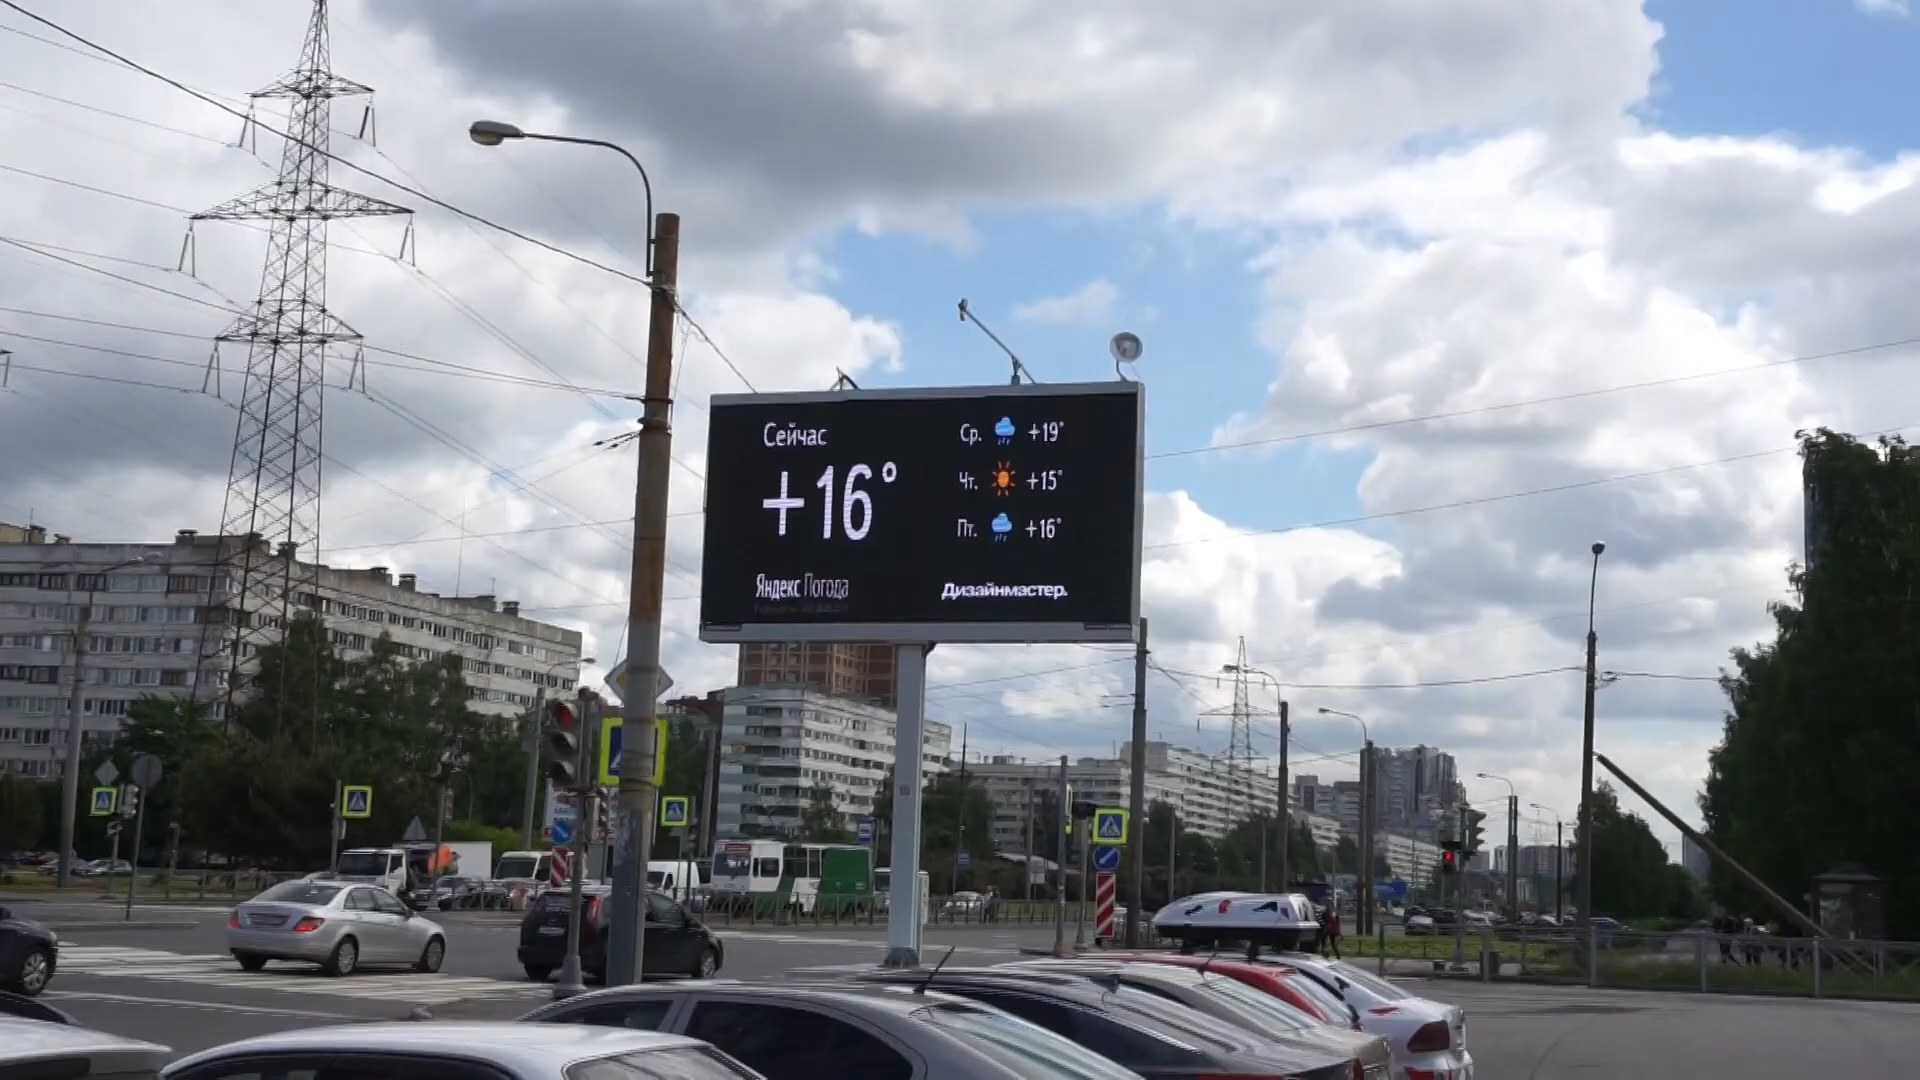 Сейчас
+16°
Яндекс Погода
Ср. +19°
Чт. +15°
Пт. +16°
Дизайнмастер.